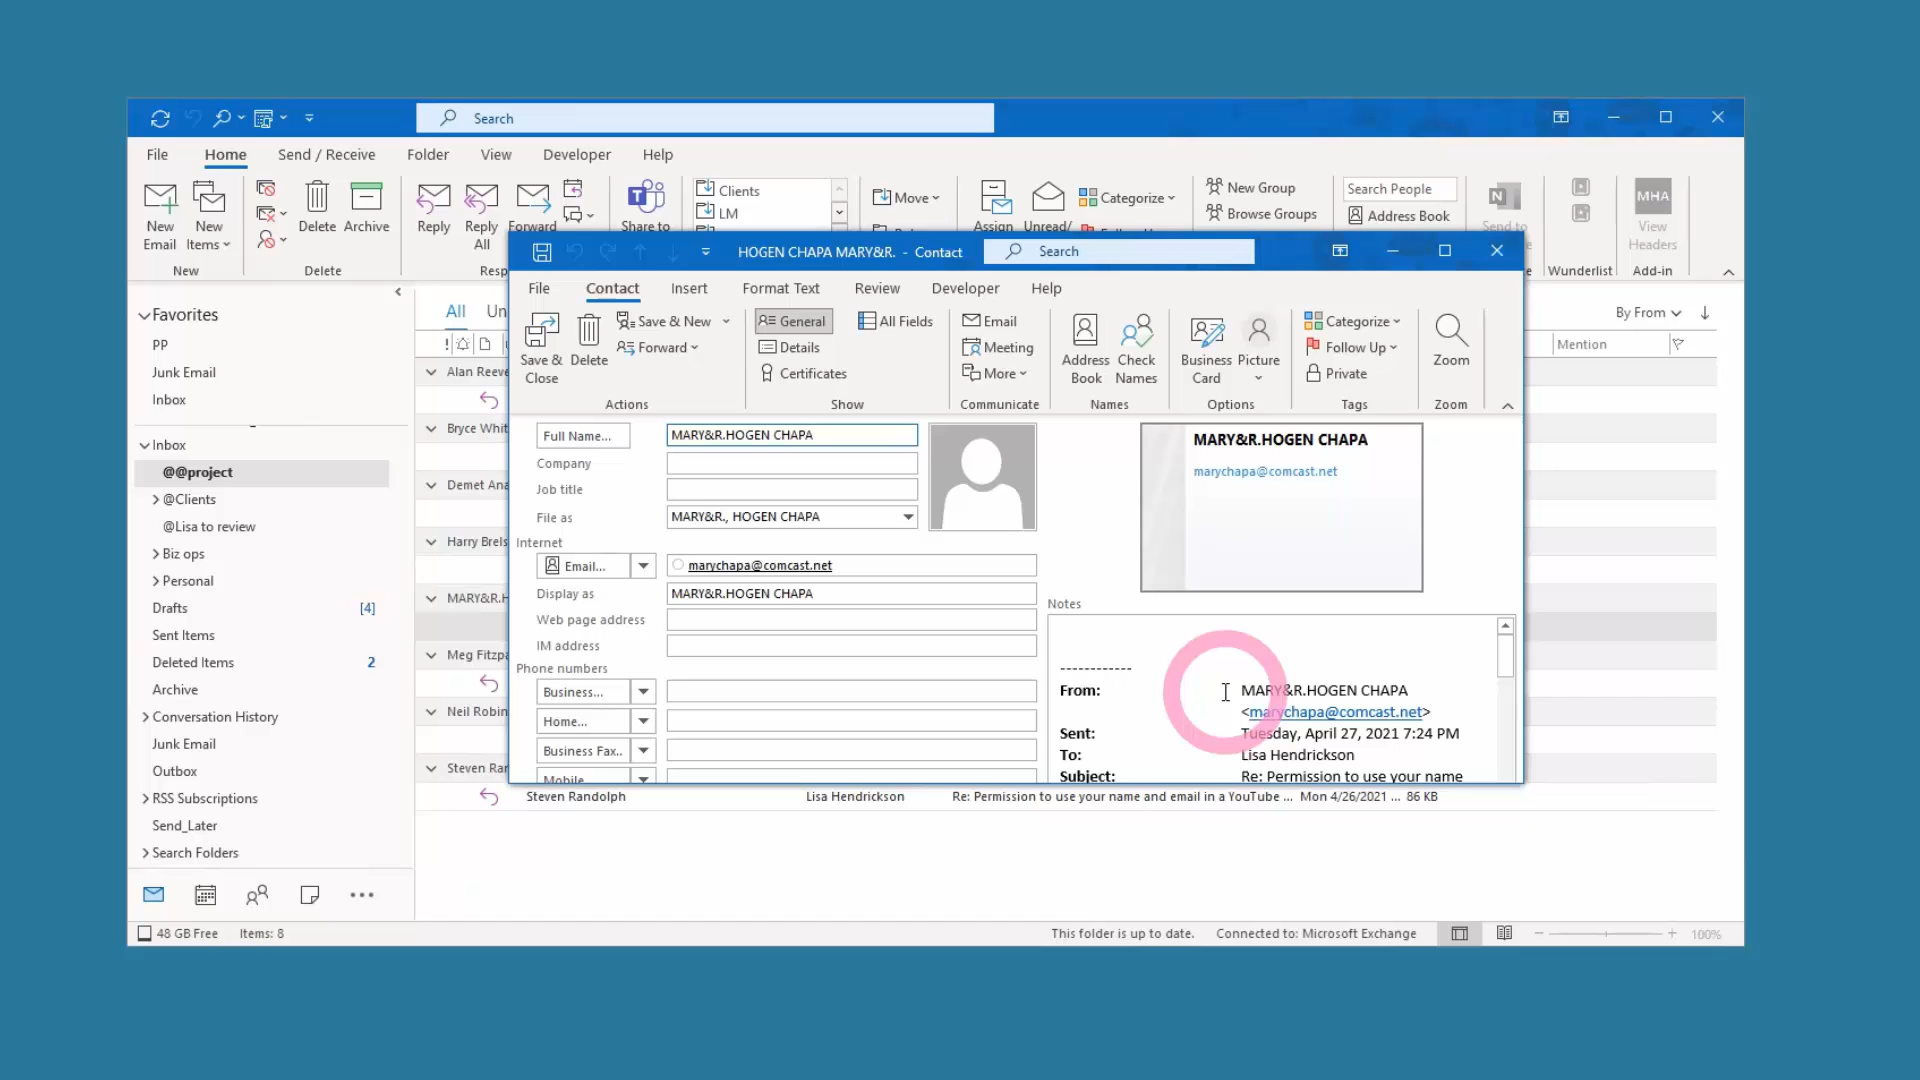 Search
File Home Send / Receive Folder View Developer Help
New Email
New Items
New
Delete
Archive
Delete
Reply
Reply All
Forward
Resp
Share to
Clients
LM
Move
Assign
Unread/
Categorize
New Group
Browse Groups
Search People
Address Book
Send to
Wunderlist
MHA
View Headers
Add-in
HOGEN CHAPA MARY&R. - Contact
Search
File Contact Insert Format Text Review Developer Help
Save & Close
Delete
Save & New
Forward
Actions
General
Details
Certificates
All Fields
Show
Email
Meeting
More
Communicate
Address Book
Check Names
Names
Business Card
Picture
Options
Categorize
Follow Up
Private
Tags
Zoom
Zoom
Full Name... MARY&R.HOGEN CHAPA
Company
Job title
File as MARY&R., HOGEN CHAPA
Internet
Email... marychapa@comcast.net
Display as MARY&R.HOGEN CHAPA
Web page address
IM address
Phone numbers
Business...
Home...
Business Fax..
Mobile
MARY&R.HOGEN CHAPA
marychapa@comcast.net
Notes
------------
From: MARY&R.HOGEN CHAPA
<marychapa@comcast.net>
Sent: Tuesday, April 27, 2021 7:24 PM
To: Lisa Hendrickson
Subject: Re: Permission to use your name
Favorites
PP
Junk Email
Inbox
Inbox
@@project
@Clients
@Lisa to review
Biz ops
Personal
Drafts [4]
Sent Items
Deleted Items 2
Archive
Conversation History
Junk Email
Outbox
RSS Subscriptions
Send_Later
Search Folders
All Un
By From
Mention
Alan Reeve
Bryce Whit
Demet Ana
Harry Brels
MARY&R.H
Meg Fitzpa
Neil Robin
Steven Rar
Steven Randolph Lisa Hendrickson Re: Permission to use your name and email in a YouTube ... Mon 4/26/2021 ... 86 KB
48 GB Free Items: 8 This folder is up to date. Connected to: Microsoft Exchange 100%